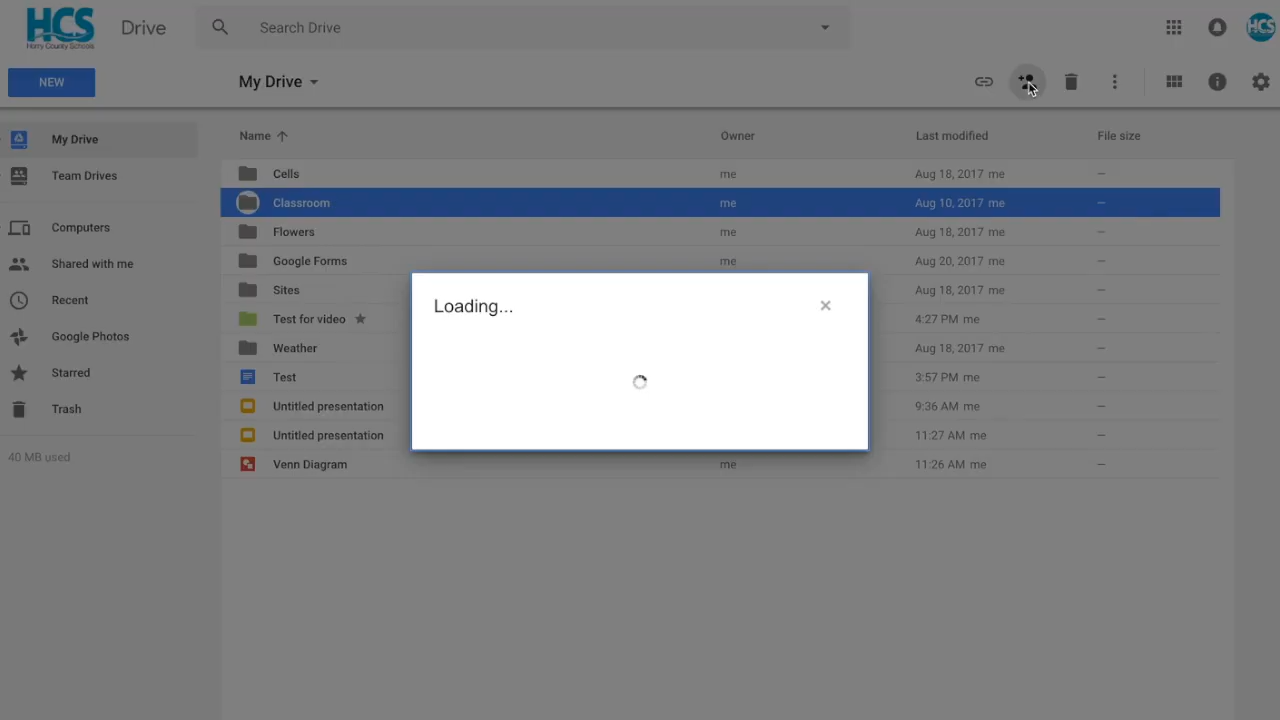 HCS
Horry County Schools
Drive
Search Drive
HCS
NEW
My Drive
My Drive
Team Drives
Computers
Shared with me
Recent
Google Photos
Starred
Trash
40 MB used
Name Owner Last modified File size
Cells me Aug 18, 2017 me —
Classroom me Aug 10, 2017 me —
Flowers me Aug 18, 2017 me —
Google Forms me Aug 20, 2017 me —
Sites Aug 18, 2017 me —
Test for video 4:27 PM me —
Weather Aug 18, 2017 me —
Test 3:57 PM me —
Untitled presentation 9:36 AM me —
Untitled presentation 11:27 AM me —
Venn Diagram me 11:26 AM me —
Loading...